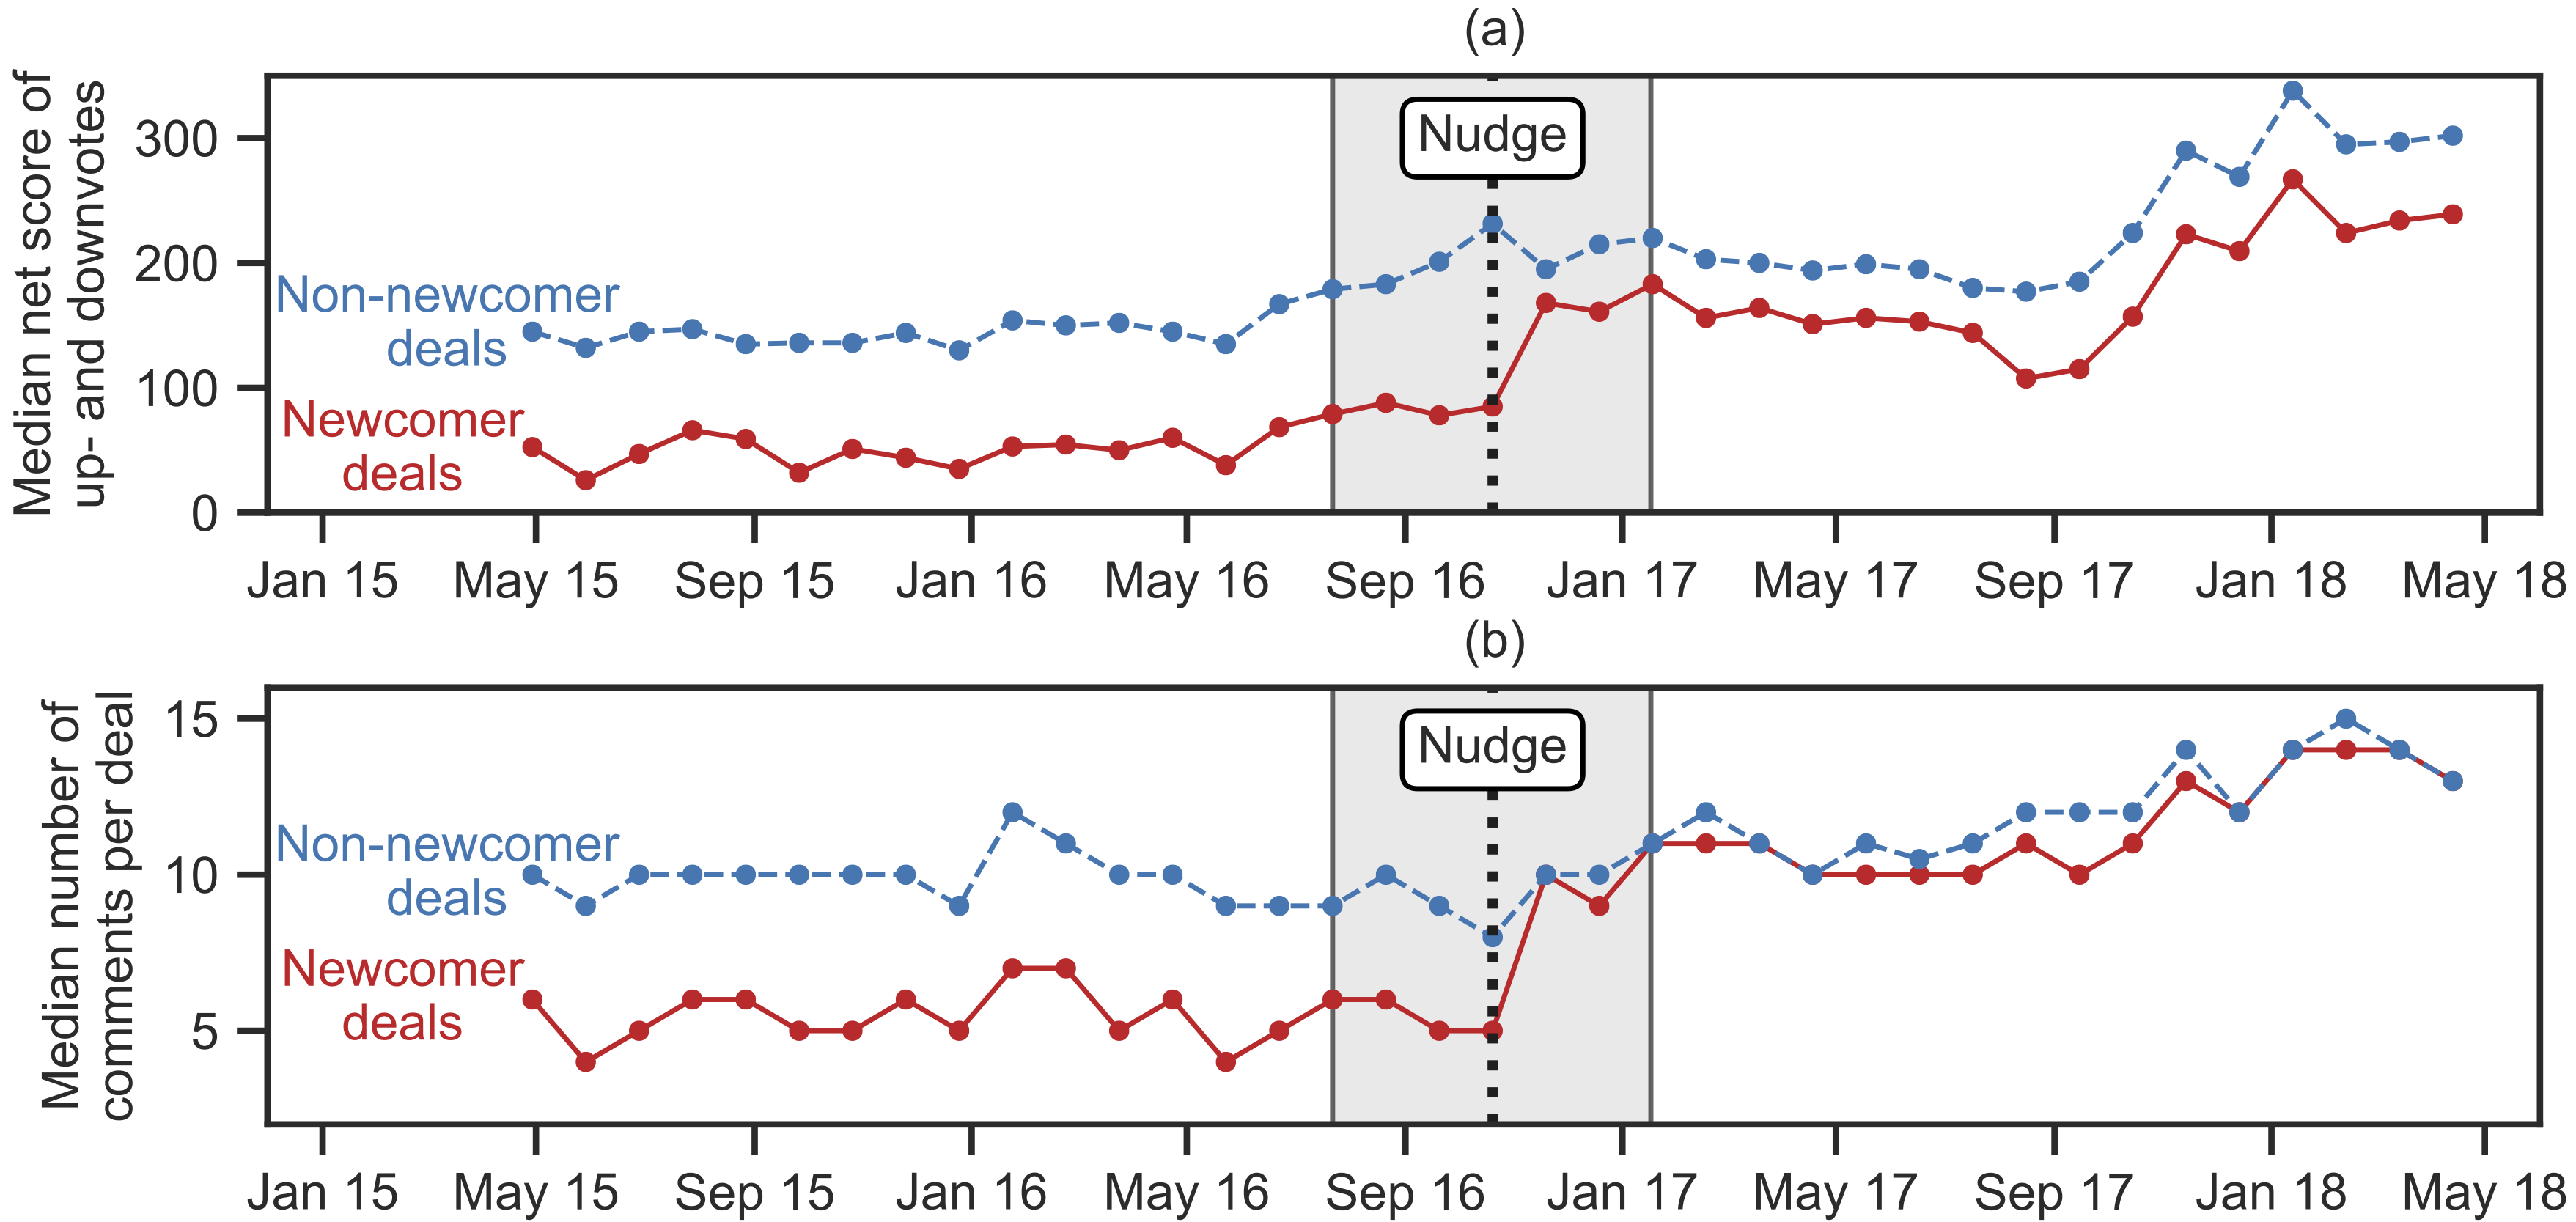 (a)
Median net score of
up- and downvotes
300
200
100
0
Nudge
Non-newcomer
deals
Newcomer
deals
Jan 15 May 15 Sep 15 Jan 16 May 16 Sep 16 Jan 17 May 17 Sep 17 Jan 18 May 18
(b)
Median number of
comments per deal
15
10
5
Nudge
Non-newcomer
deals
Newcomer
deals
Jan 15 May 15 Sep 15 Jan 16 May 16 Sep 16 Jan 17 May 17 Sep 17 Jan 18 May 18